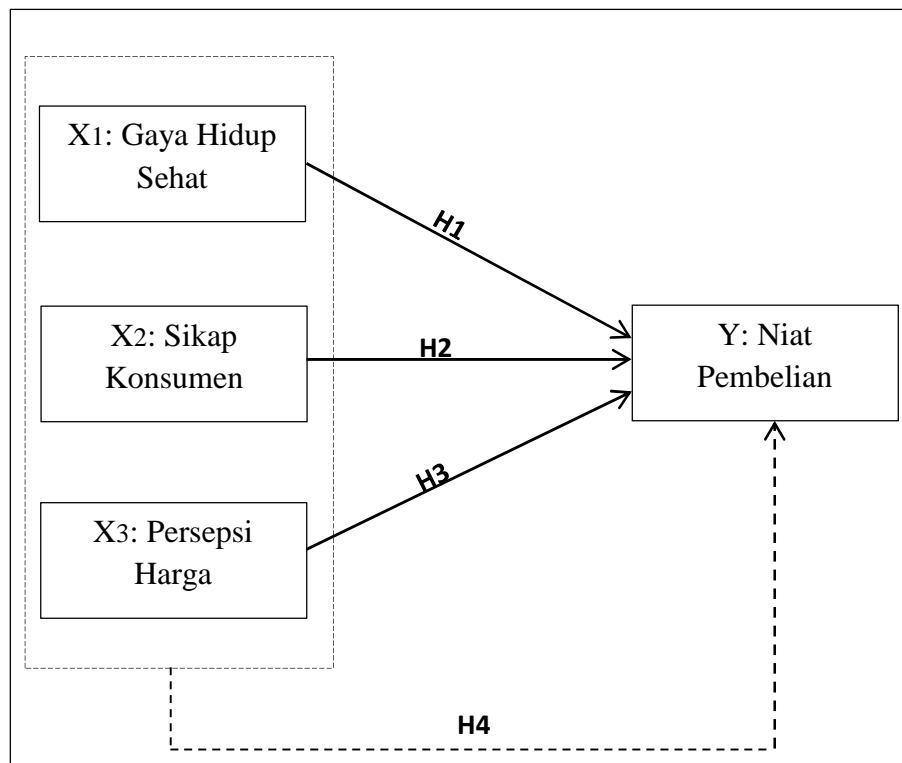 X1: Gaya Hidup
Sehat
H1
X2: Sikap
Konsumen
H2
Y: Niat
Pembelian
H3
X3: Persepsi
Harga
H4